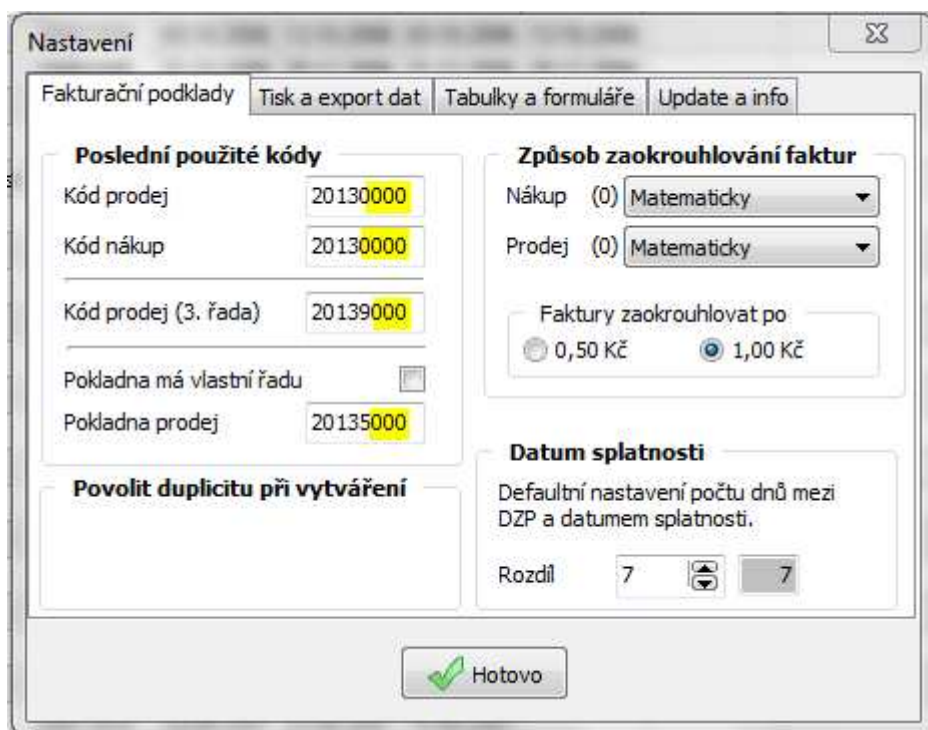 Nastavení
Fakturační podklady Tisk a export dat Tabulky a formuláře Update a info
Poslední použité kódy
Kód prodej 20130000
Kód nákup 20130000
Kód prodej (3. řada) 20139000
Pokladna má vlastní řadu
Pokladna prodej 20135000
Povolit duplicitu při vytváření
Způsob zaokrouhlování faktur
Nákup (0) Matematicky
Prodej (0) Matematicky
Faktury zaokrouhlovat po
0,50 Kč 1,00 Kč
Datum splatnosti
Defaultní nastavení počtu dnů mezi
DZP a datumem splatnosti.
Rozdíl 7 7
Hotovo